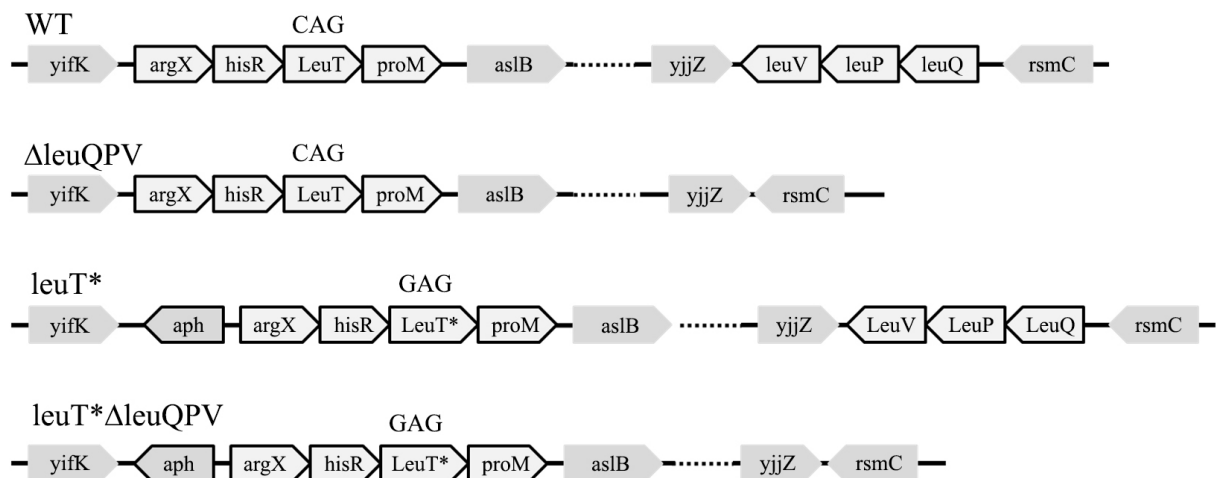 WT CAG
yifK argX hisR LeuT proM aslB yjjZ leuV leuP leuQ rsmC
ΔleuQPV CAG
yifK argX hisR LeuT proM aslB yjjZ rsmC
leuT* GAG
yifK aph argX hisR LeuT* proM aslB yjjZ LeuV LeuP LeuQ rsmC
leuT*ΔleuQPV GAG
yifK aph argX hisR LeuT* proM aslB yjjZ rsmC